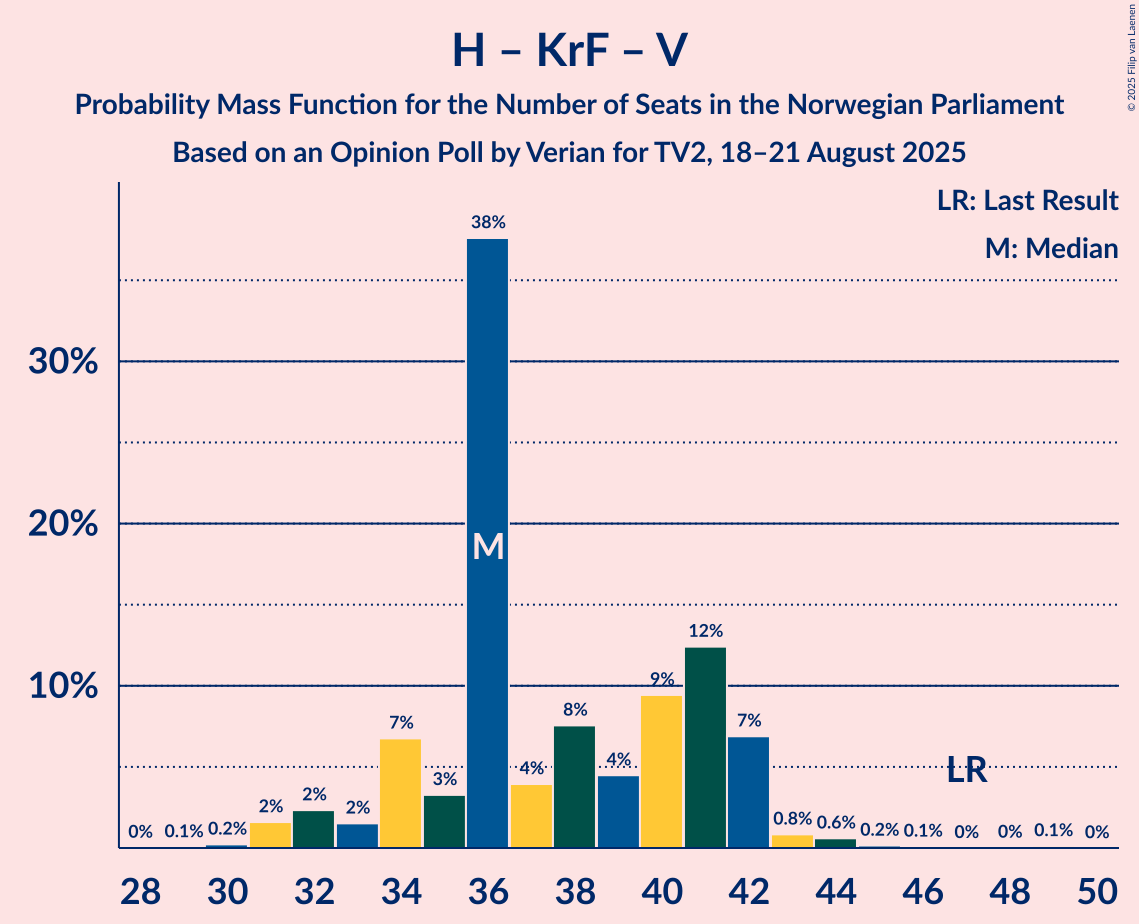 H – KrF – V
Probability Mass Function for the Number of Seats in the Norwegian Parliament
Based on an Opinion Poll by Verian for TV2, 18–21 August 2025
© 2025 Filip van Laenen
LR: Last Result
M: Median
30%
20%
10%
0%
0.1%
0.2%
2%
2%
2%
7%
3%
38%
4%
8%
4%
9%
12%
7%
0.8%
0.6%
0.2%
0.1%
0%
0%
0.1%
0%
M
LR
28 30 32 34 36 38 40 42 44 46 48 50